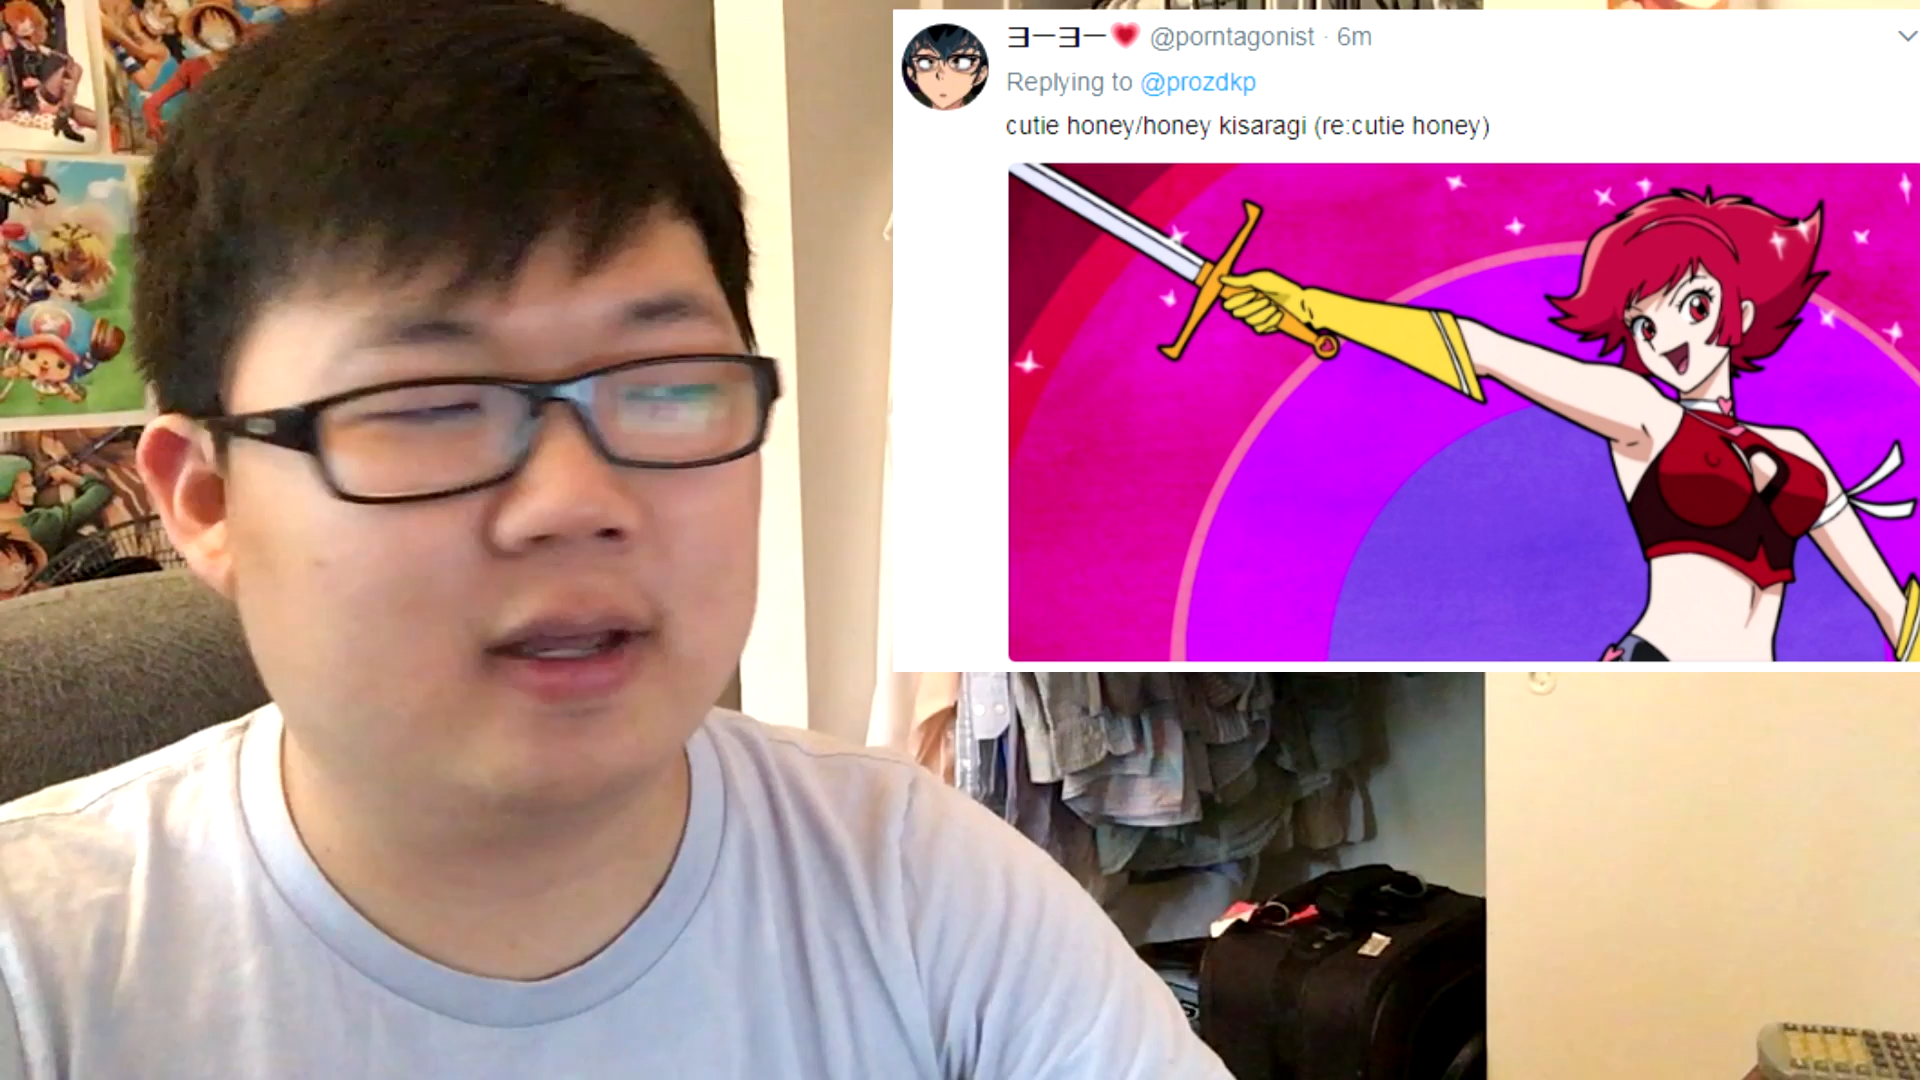 ヨーヨー💗 @porntagonist · 6m
Replying to @prozdkp
cutie honey/honey kisaragi (re:cutie honey)